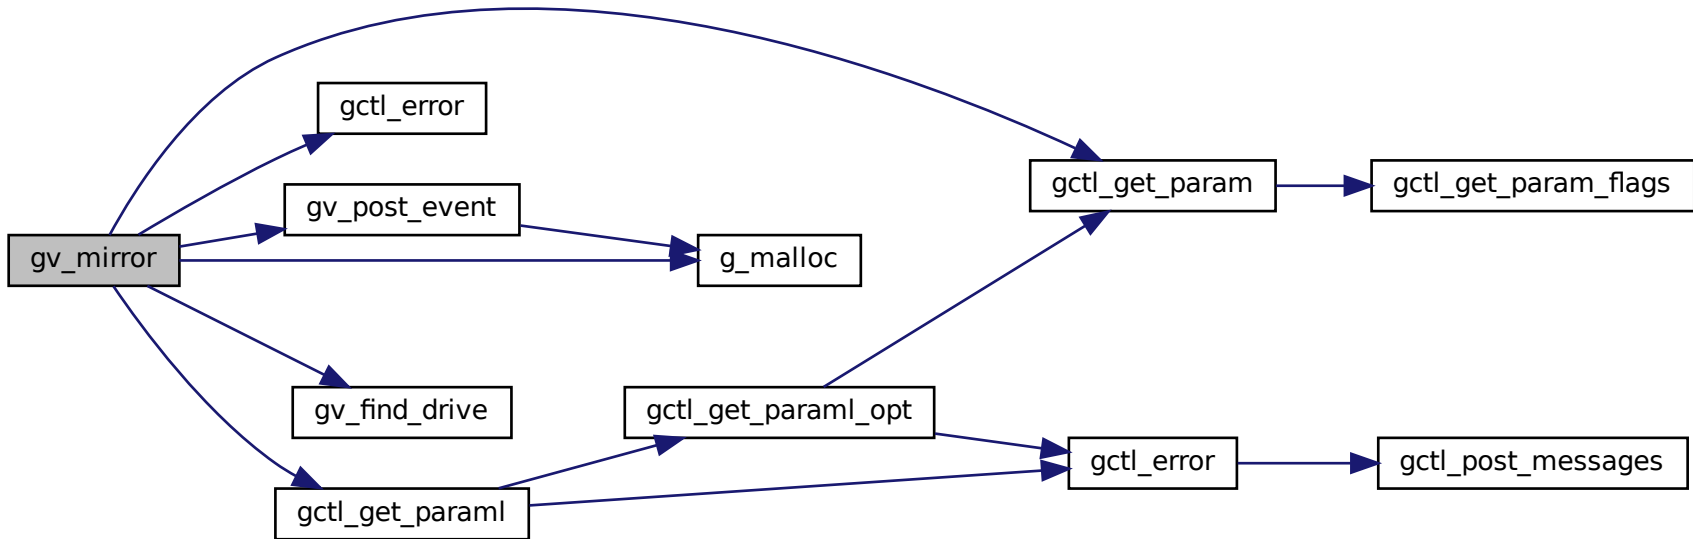 gctl_error
gctl_get_param
gctl_get_param_flags
gv_post_event
gv_mirror
g_malloc
gv_find_drive
gctl_get_paraml_opt
gctl_error
gctl_post_messages
gctl_get_paraml